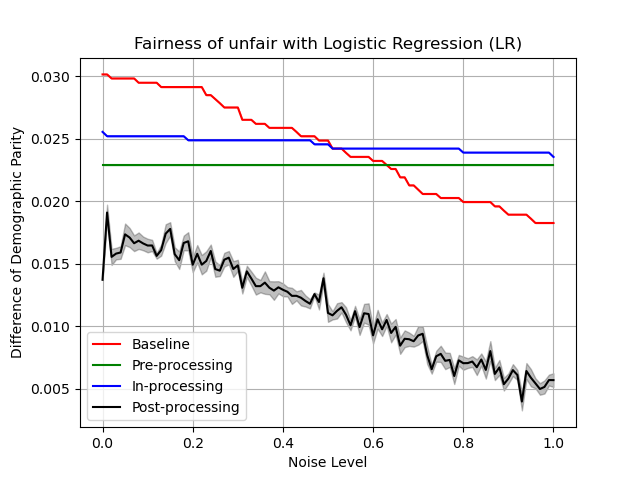 Fairness of unfair with Logistic Regression (LR)
Difference of Demographic Parity
0.030
0.025
0.020
0.015
0.010
0.005
Baseline
Pre-processing
In-processing
Post-processing
0.0 0.2 0.4 0.6 0.8 1.0
Noise Level